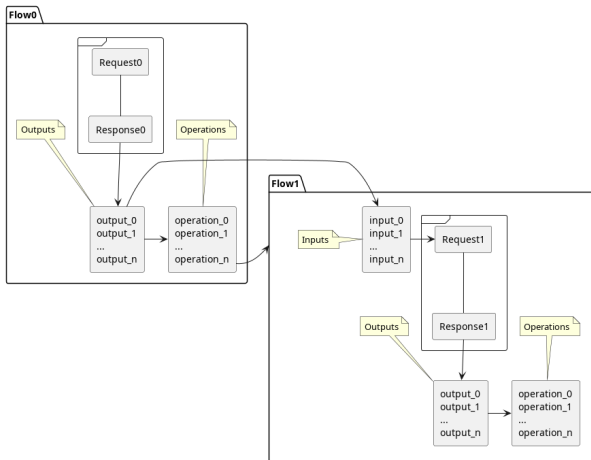 Flow0
Request0
Response0
Outputs
Operations
output_0
output_1
...
output_n
operation_0
operation_1
...
operation_n
Flow1
input_0
input_1
...
input_n
Inputs
Request1
Response1
Outputs
Operations
output_0
output_1
...
output_n
operation_0
operation_1
...
operation_n